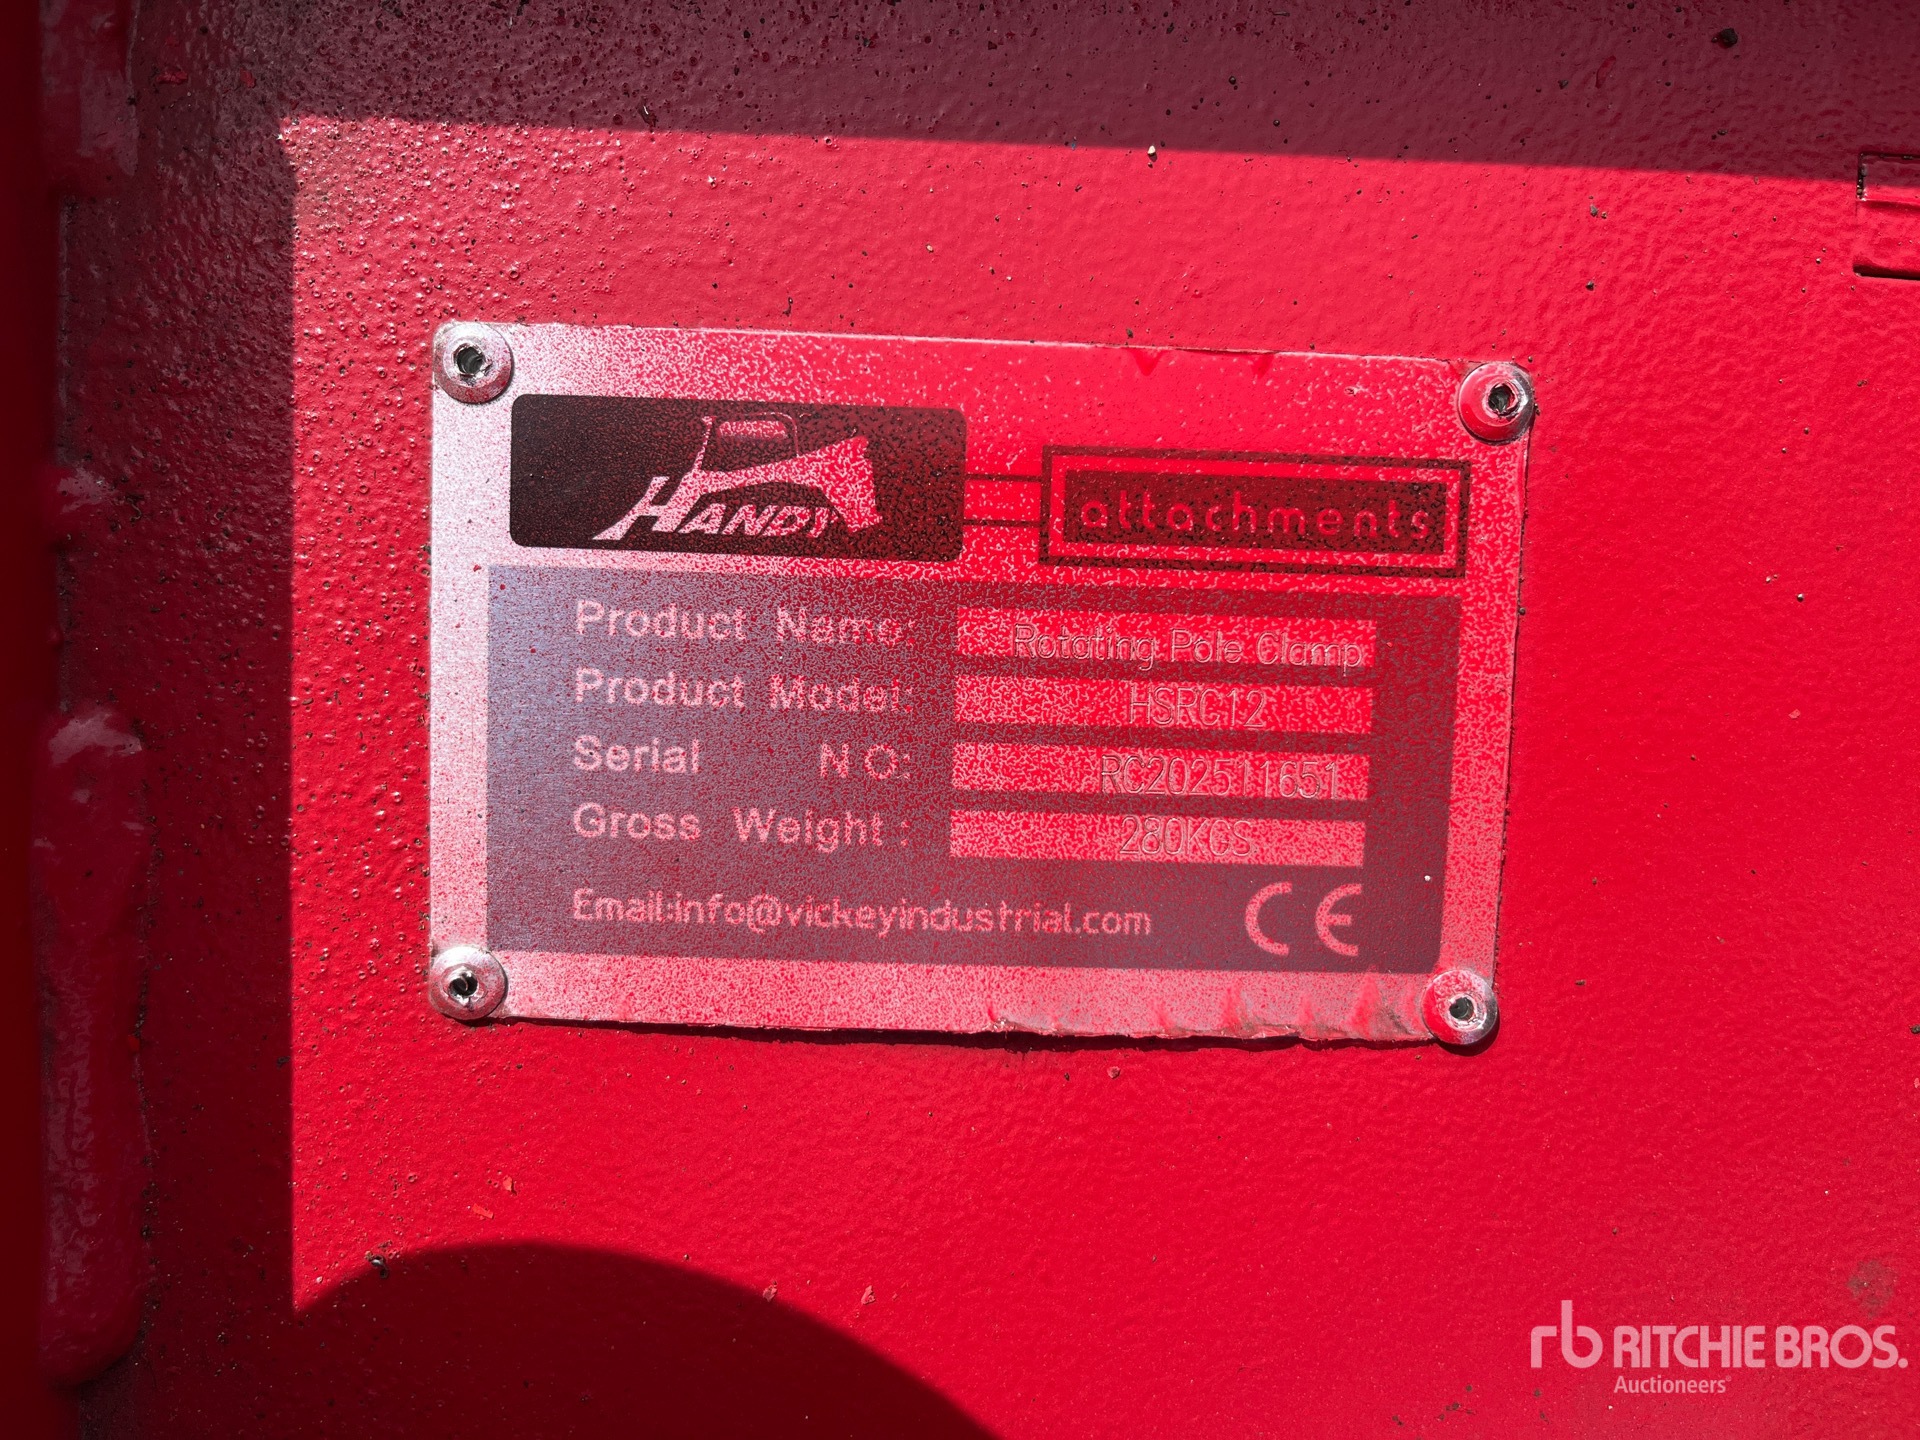 HANDY
attachments
Product Name: Rotating Pole Clamp
Product Model: HSRC12
Serial NO: RC202511651
Gross Weight: 280KGS
Email:info@vickeyindustrial.com CE
rb RITCHIE BROS.
Auctioneers